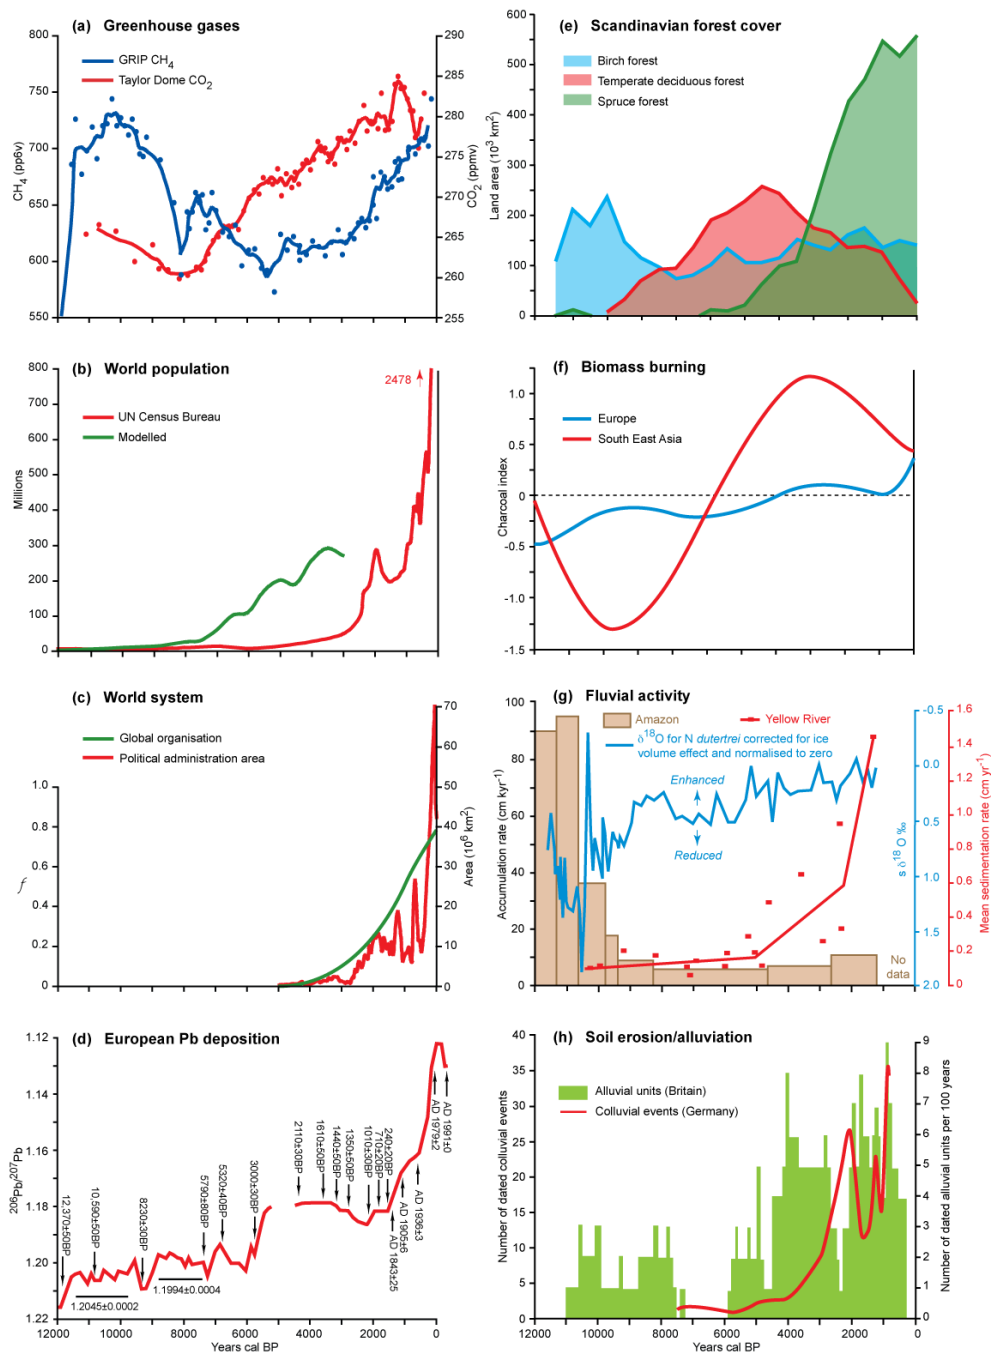 (a) Greenhouse gases
800
750
700
650
600
550
CH4 (pp6v)
290
285
280
275
270
265
260
255
CO2 (ppmv)
GRIP CH4
Taylor Dome CO2
(b) World population
800
700
600
500
400
300
200
100
0
Millions
2478
UN Census Bureau
Modelled
12000 10000 8000 6000 4000 2000 0
(c) World system
1.0
0.8
0.6
0.4
0.2
0
f
70
60
50
40
30
20
10
0
Area (10⁶ km²)
Global organisation
Political administration area
(d) European Pb deposition
1.12
1.14
1.16
1.18
1.20
1.22
²⁰⁶Pb/²⁰⁷Pb
12,370±50BP
10,590±50BP
8230±30BP
5790±80BP
5320±40BP
3000±30BP
2110±30BP
1610±50BP
1440±50BP
1350±50BP
1010±30BP
710±20BP
240±20BP
AD 1843±25
AD 1905±6
AD 1936±3
AD 1979±2
AD 1991±0
1.2045±0.0002
1.1994±0.0004
12000 10000 8000 6000 4000 2000 0
Years cal BP
(e) Scandinavian forest cover
600
500
400
300
200
150
100
0
Land area (10³ km²)
Birch forest
Temperate deciduous forest
Spruce forest
(f) Biomass burning
1.0
0.5
0
-0.5
-1.0
-1.5
Charcoal index
Europe
South East Asia
(g) Fluvial activity
100
80
60
40
20
10
0
Accumulation rate (cm kyr⁻¹)
Amazon
Yellow River
δ¹⁸O for N dutertrei corrected for ice
volume effect and normalised to zero
Enhanced
Reduced
No
data
-0.5
0.0
0.5
1.0
1.5
2.0
s δ¹⁸O ‰
1.6
1.4
1.2
1.0
0.8
0.6
0.4
0.2
0
Mean sedimentation rate (cm yr⁻¹)
(h) Soil erosion/alluviation
40
35
30
25
20
15
10
5
0
Number of dated colluvial events
Alluvial units (Britain)
Colluvial events (Germany)
9
8
7
6
5
4
3
2
1
0
Number of dated alluvial units per 100 years
12000 10000 8000 6000 4000 2000 0
Years cal BP